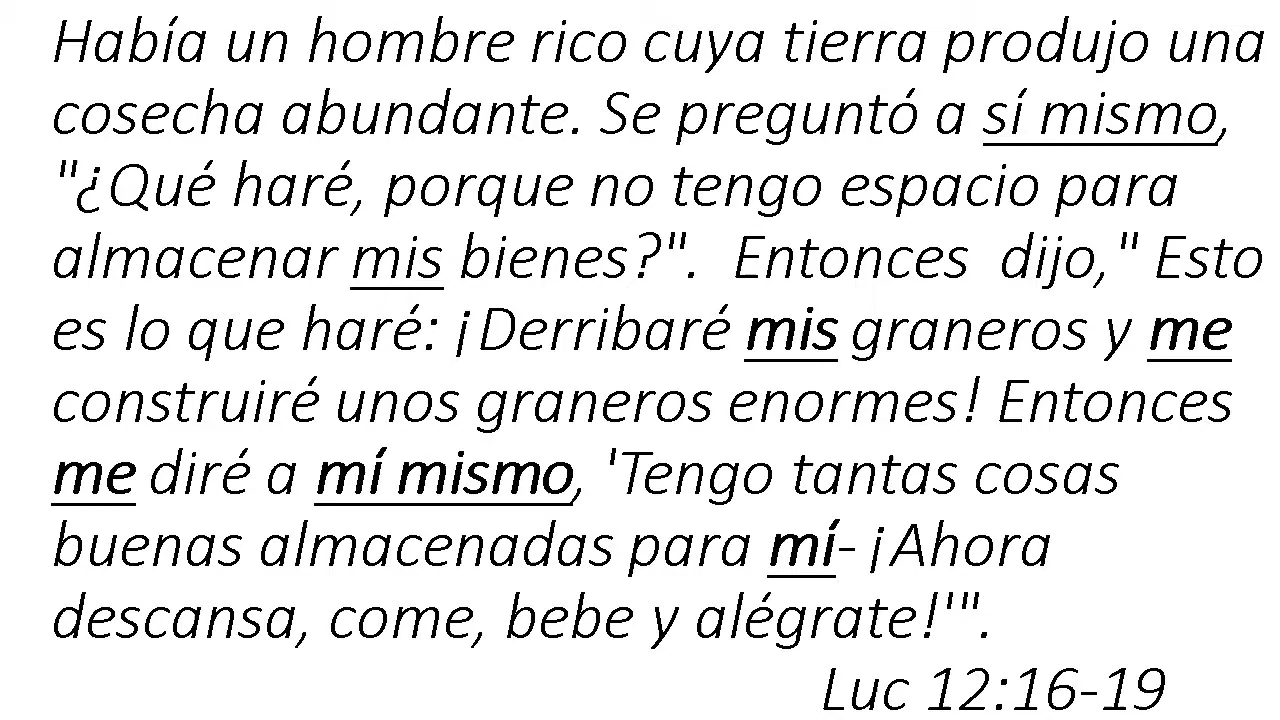 Había un hombre rico cuya tierra produjo una
cosecha abundante. Se preguntó a sí mismo,
"¿Qué haré, porque no tengo espacio para
almacenar mis bienes?".  Entonces  dijo," Esto
es lo que haré: ¡Derribaré mis graneros y me
construiré unos graneros enormes! Entonces
me diré a mí mismo, 'Tengo tantas cosas
buenas almacenadas para mí- ¡Ahora
descansa, come, bebe y alégrate!'".
Luc 12:16-19